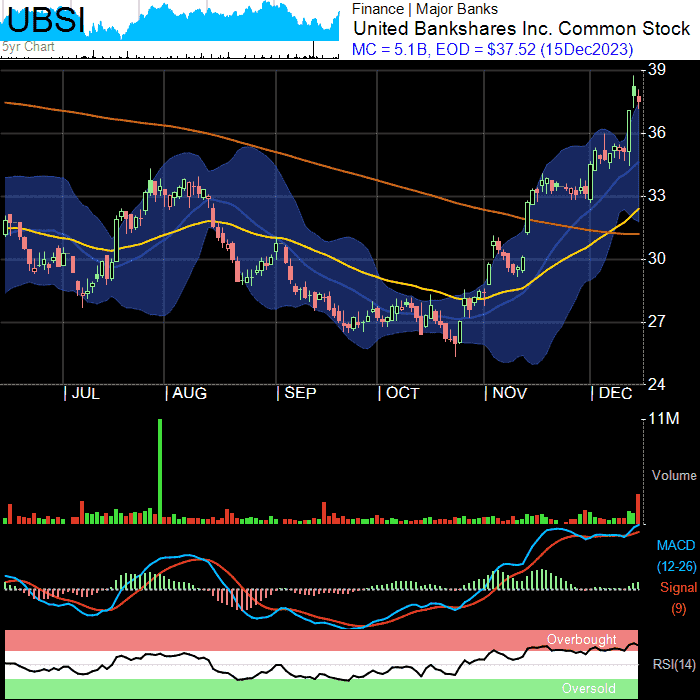 UBSI
5yr Chart
Finance | Major Banks
United Bankshares Inc. Common Stock
MC = 5.1B, EOD = $37.52 (15Dec2023)
39
36
33
30
27
24
| JUL | AUG | SEP | OCT | NOV | DEC
11M
Volume
MACD
(12-26)
Signal
(9)
Overbought
RSI(14)
Oversold